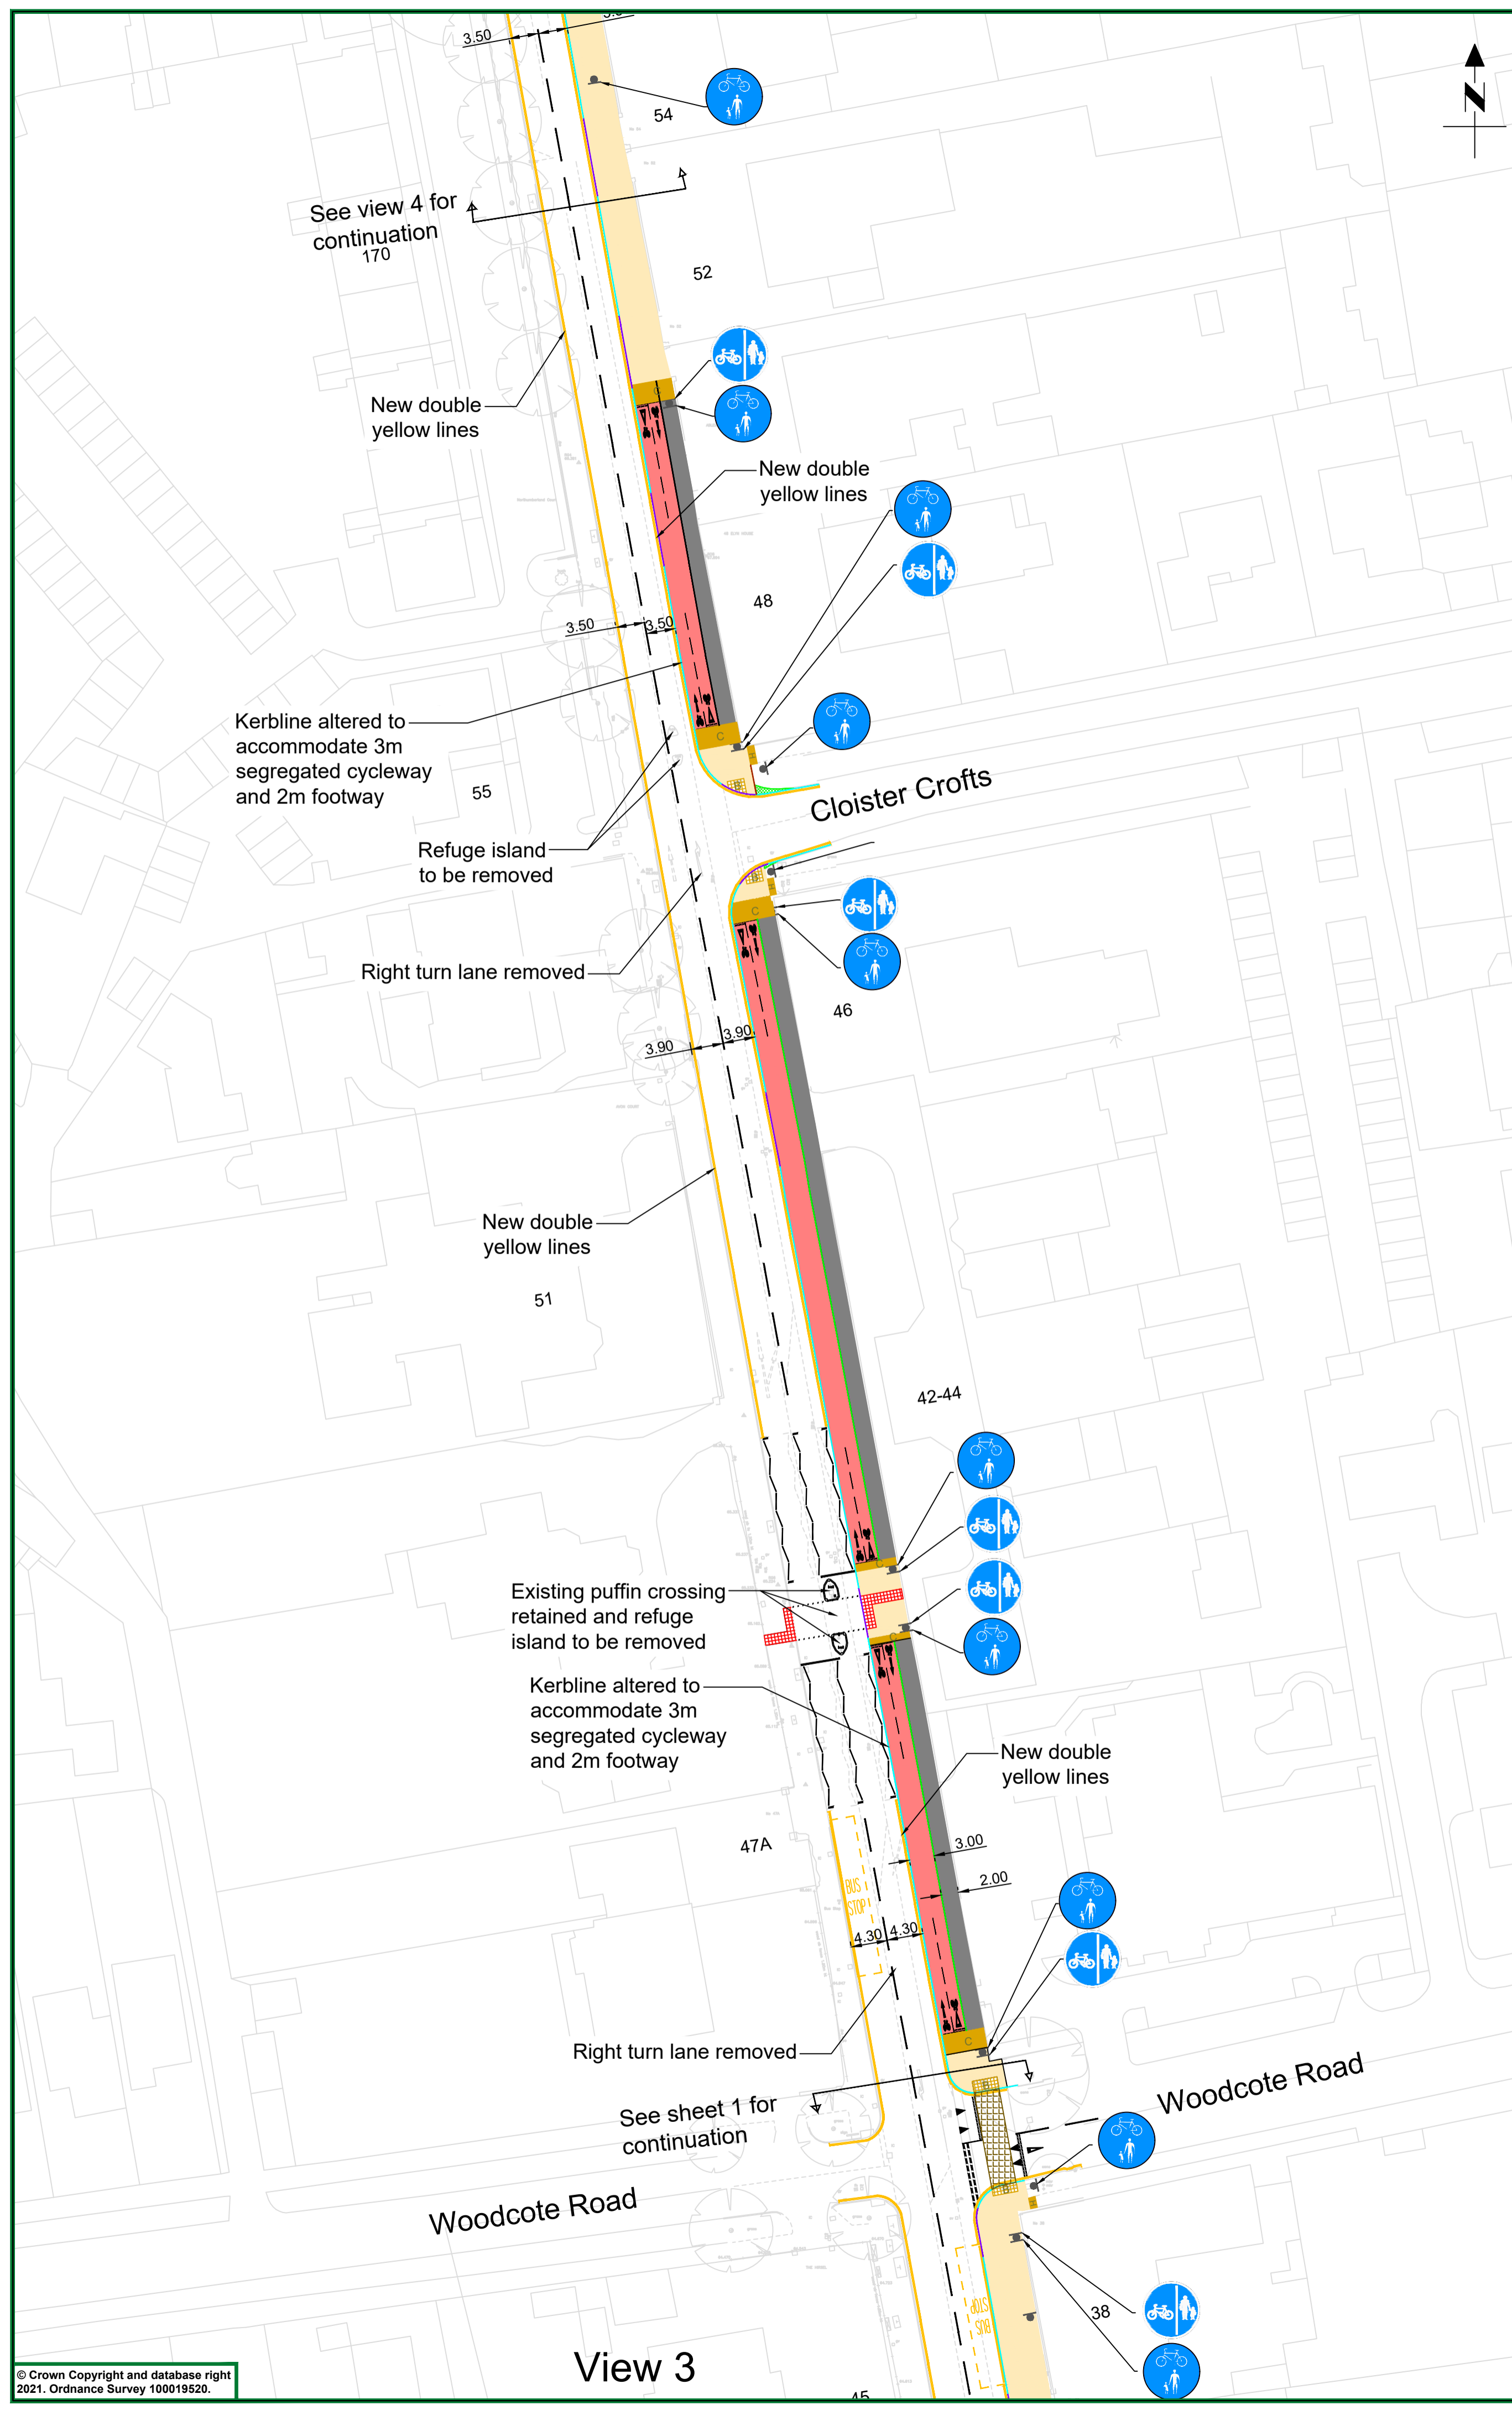 3.50
54
See view 4 for
continuation
170
52
New double
yellow lines
C
New double
yellow lines
48
3.50
3.50
Kerbline altered to
accommodate 3m
segregated cycleway
and 2m footway
C
55
B
Cloister Crofts
Refuge island
to be removed
B
C
Right turn lane removed
46
3.90
3.90
New double
yellow lines
51
42-44
C
Existing puffin crossing
retained and refuge
island to be removed
C
Kerbline altered to
accommodate 3m
segregated cycleway
and 2m footway
New double
yellow lines
47A
3.00
2.00
BUS
STOP
4.30
4.30
Right turn lane removed
C
B
See sheet 1 for
continuation
Woodcote Road
Woodcote Road
B
BUS
STOP
38
View 3
45
© Crown Copyright and database right
2021. Ordnance Survey 100019520.
N